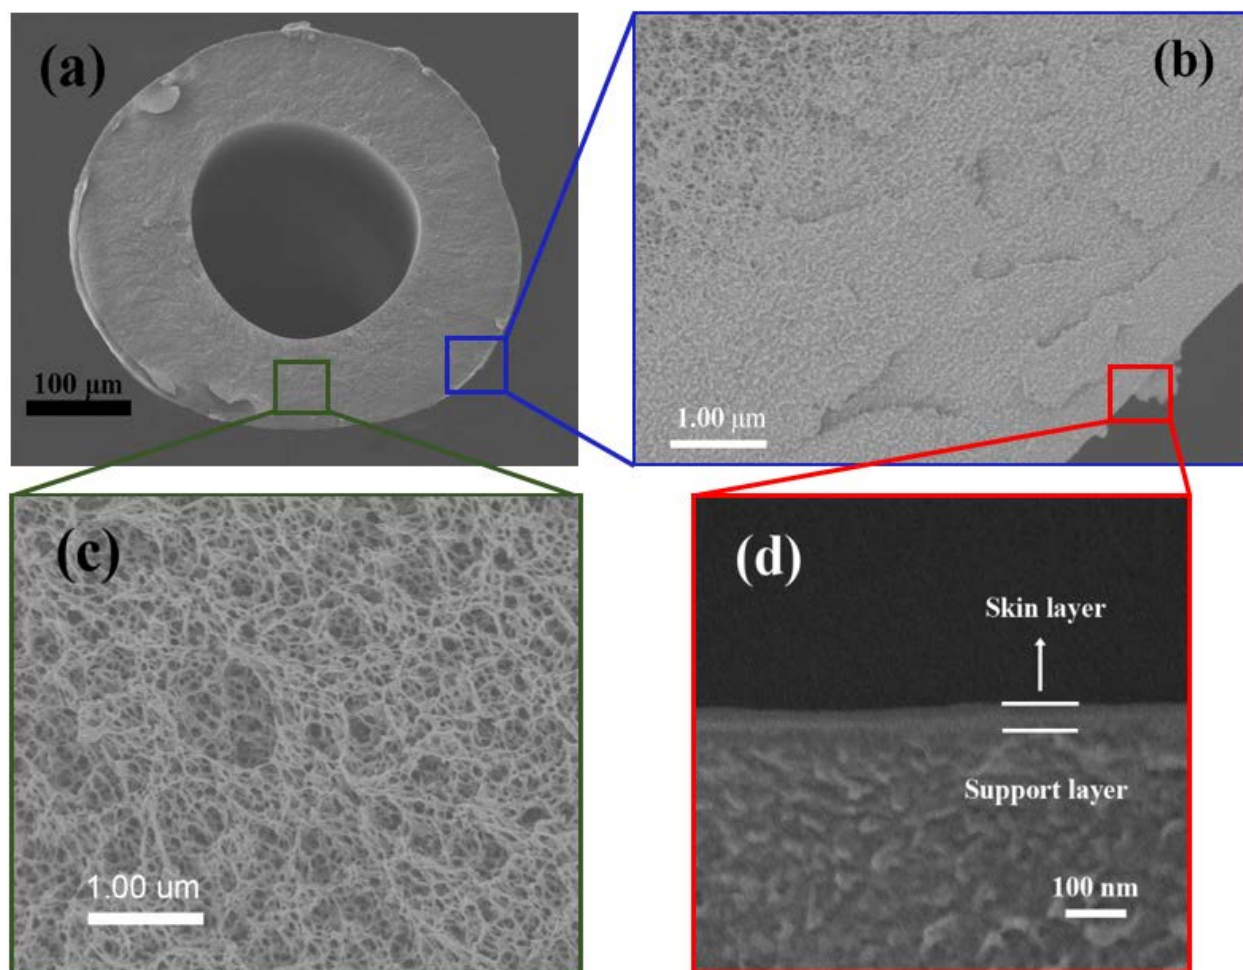 (a)
100 μm
(b)
1.00 μm
(c)
1.00 um
(d)
Skin layer
Support layer
100 nm